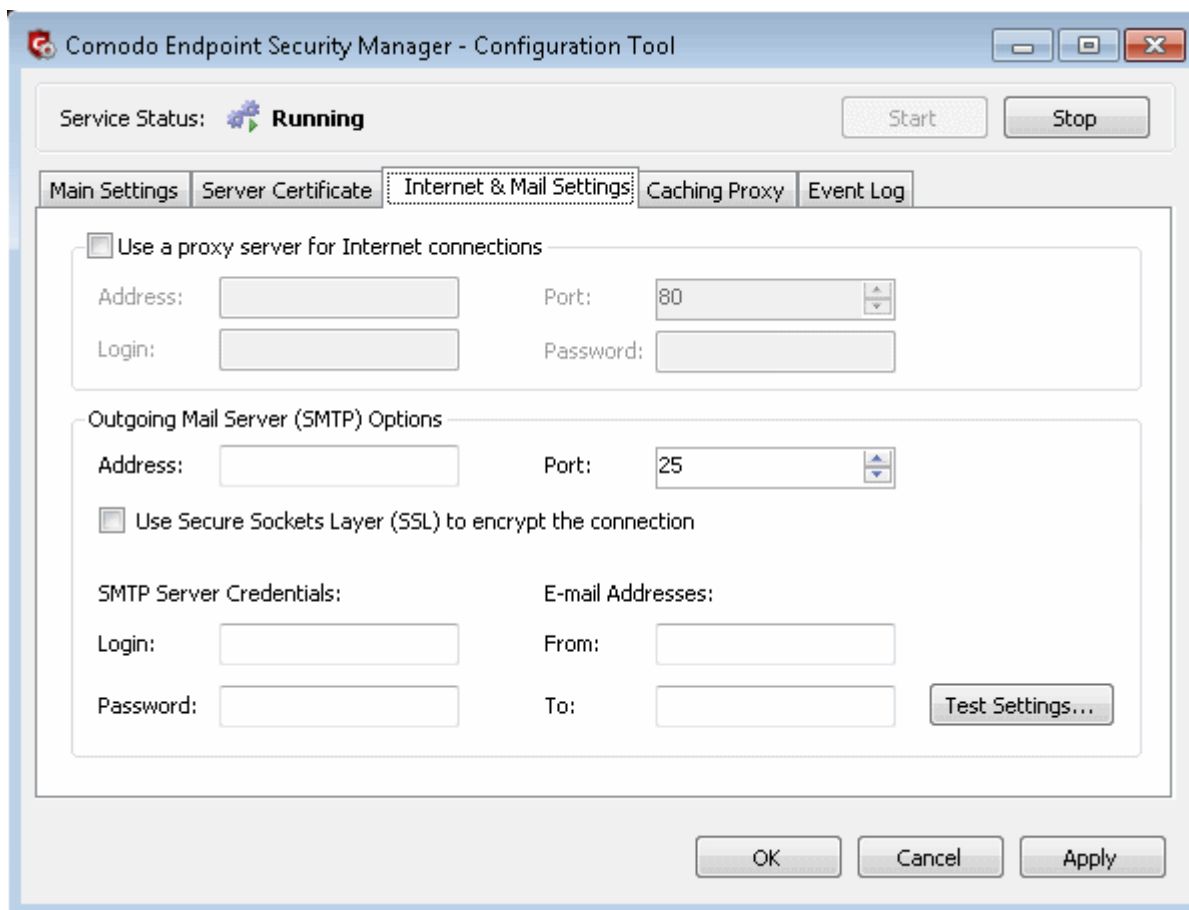 Comodo Endpoint Security Manager - Configuration Tool
Service Status: Running Start Stop
Main Settings Server Certificate Internet & Mail Settings Caching Proxy Event Log
Use a proxy server for Internet connections
Address: Port: 80
Login: Password:
Outgoing Mail Server (SMTP) Options
Address: Port: 25
Use Secure Sockets Layer (SSL) to encrypt the connection
SMTP Server Credentials: E-mail Addresses:
Login: From:
Password: To: Test Settings...
OK Cancel Apply